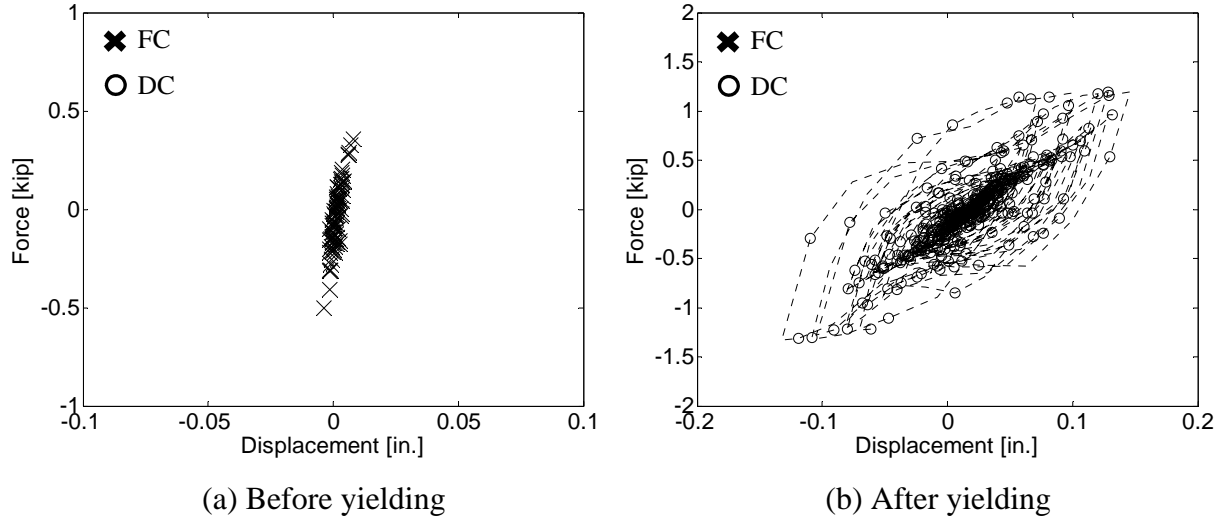 1
0.5
0
-0.5
-1
Force [kip]
FC
DC
-0.1
-0.05
0
0.05
0.1
Displacement [in.]
(a) Before yielding
2
1.5
1
0.5
0
-0.5
-1
-1.5
-2
Force [kip]
FC
DC
-0.2
-0.1
0
0.1
0.2
Displacement [in.]
(b) After yielding